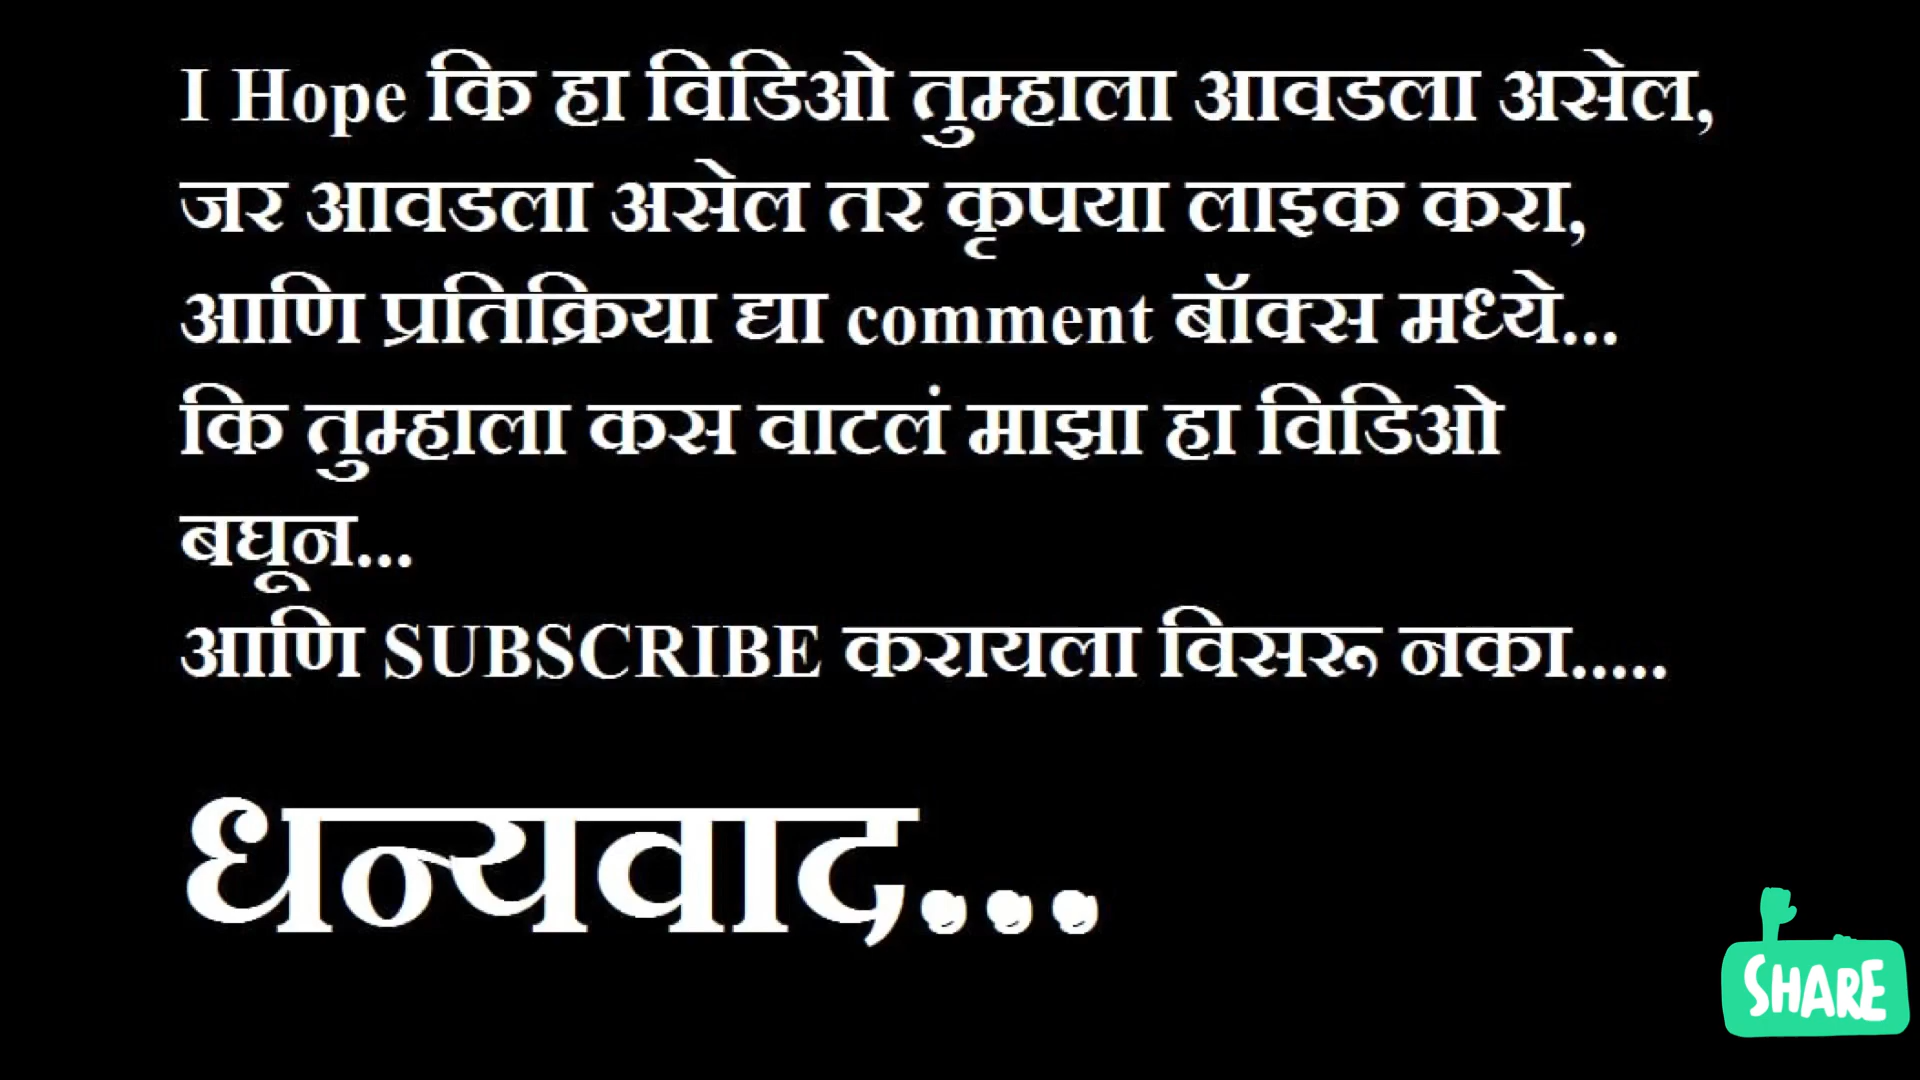 I Hope कि हा विडिओ तुम्हाला आवडला असेल,
जर आवडला असेल तर कृपया लाइक करा,
आणि प्रतिक्रिया द्या comment बॉक्स मध्ये...
कि तुम्हाला कस वाटलं माझा हा विडिओ
बघून...
आणि SUBSCRIBE करायला विसरू नका.....
धन्यवाद...
SHARE